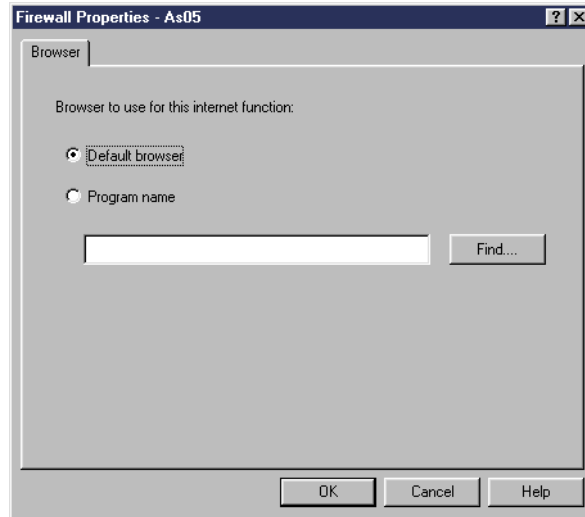 Firewall Properties - As05
Browser
Browser to use for this internet function:
Default browser
Program name
Find....
OK Cancel Help